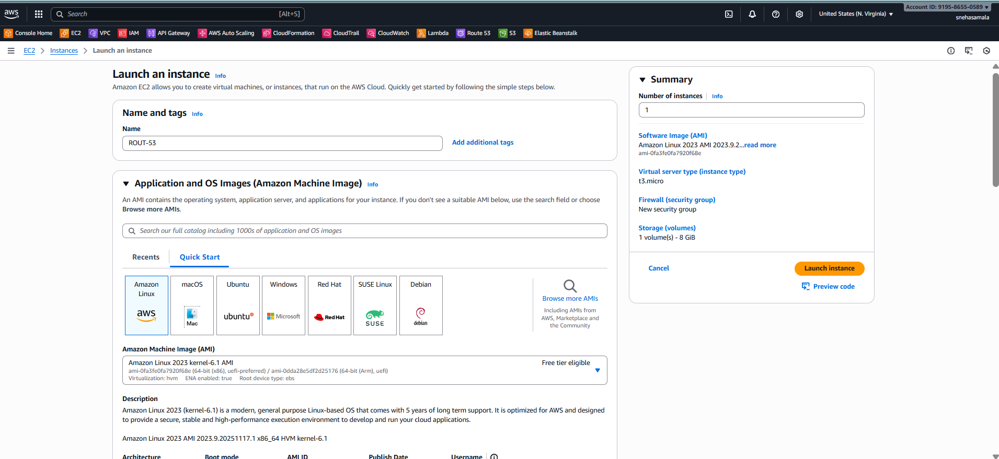 aws
Search [Alt+S]
United States (N. Virginia)
Account ID: 9195-8655-0589
snehasamala
Console Home EC2 VPC IAM API Gateway AWS Auto Scaling CloudFormation CloudTrail CloudWatch Lambda Route 53 S3 Elastic Beanstalk
EC2 Instances Launch an instance
Launch an instance Info
Amazon EC2 allows you to create virtual machines, or instances, that run on the AWS Cloud. Quickly get started by following the simple steps below.
Name and tags Info
Name
ROUT-53
Add additional tags
Application and OS Images (Amazon Machine Image) Info
An AMI contains the operating system, application server, and applications for your instance. If you don't see a suitable AMI below, use the search field or choose
Browse more AMIs.
Search our full catalog including 1000s of application and OS images
Recents Quick Start
Amazon
Linux
aws
macOS
Mac
Ubuntu
ubuntu
Windows
Microsoft
Red Hat
Red Hat
SUSE Linux
SUSE
Debian
debian
Browse more AMIs
Including AMIs from
AWS, Marketplace and
the Community
Amazon Machine Image (AMI)
Amazon Linux 2023 kernel-6.1 AMI
Free tier eligible
ami-0fa3fe0fa7920f68e (64-bit (x86), uefi-preferred) / ami-0dda28e5df2d25176 (64-bit (Arm), uefi)
Virtualization: hvm ENA enabled: true Root device type: ebs
Description
Amazon Linux 2023 (kernel-6.1) is a modern, general purpose Linux-based OS that comes with 5 years of long term support. It is optimized for AWS and designed
to provide a secure, stable and high-performance execution environment to develop and run your cloud applications.
Amazon Linux 2023 AMI 2023.9.20251117.1 x86_64 HVM kernel-6.1
Architecture Boot mode AMI ID Publish Date Username
Summary
Number of instances Info
1
Software Image (AMI)
Amazon Linux 2023 AMI 2023.9.2...read more
ami-0fa3fe0fa7920f68e
Virtual server type (instance type)
t3.micro
Firewall (security group)
New security group
Storage (volumes)
1 volume(s) - 8 GiB
Cancel
Launch instance
Preview code